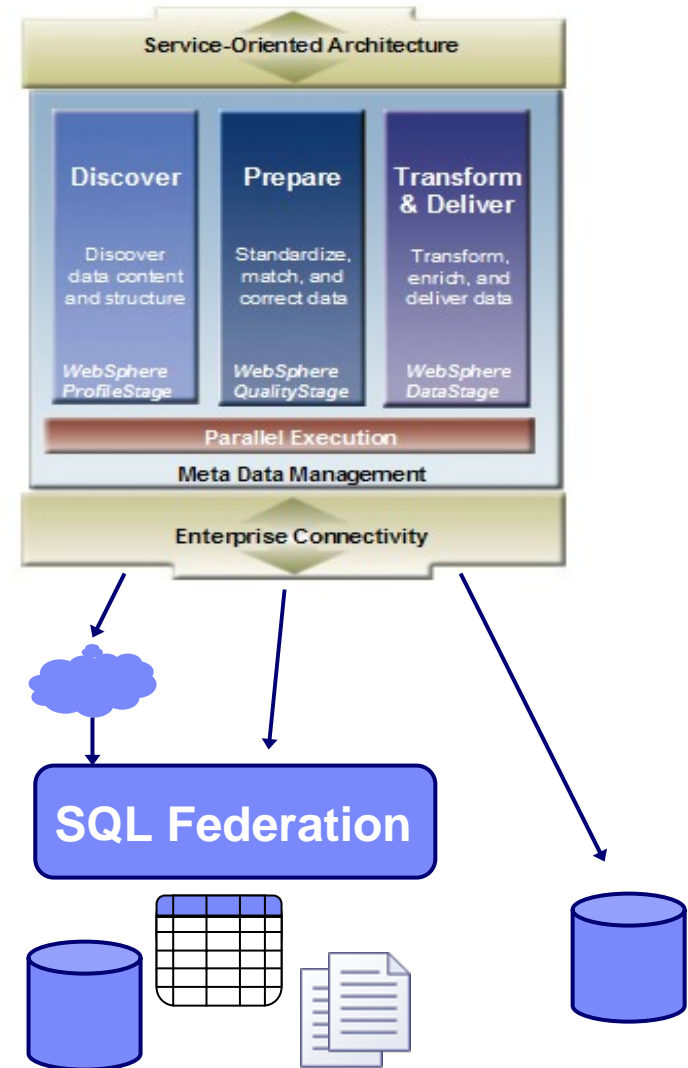 Service-Oriented Architecture
Discover
Discover
data content
and structure
WebSphere
ProfileStage
Prepare
Standardize,
match, and
correct data
WebSphere
QualityStage
Transform
& Deliver
Transform,
enrich, and
deliver data
WebSphere
DataStage
Parallel Execution
Meta Data Management
Enterprise Connectivity
SQL Federation